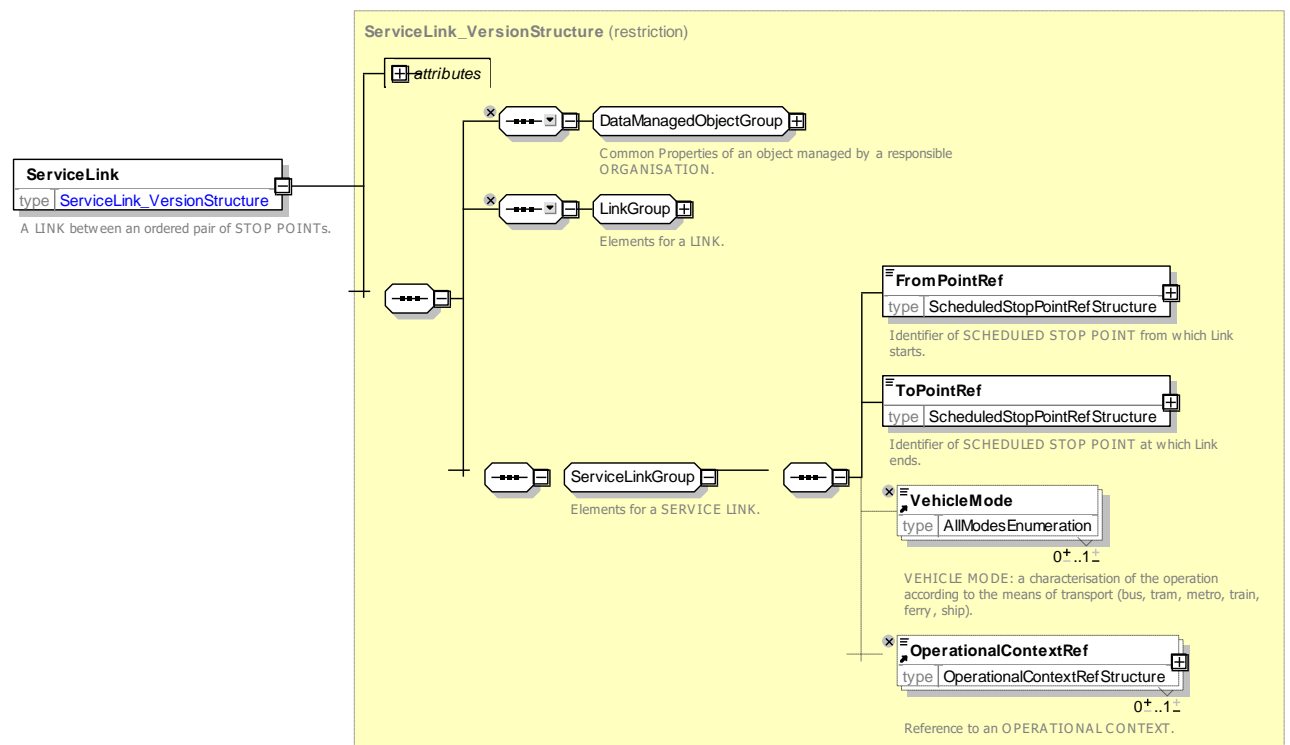 ServiceLink_VersionStructure (restriction)
attributes
DataManagedObjectGroup
Common Properties of an object managed by a responsible
ORGANISATION.
ServiceLink
type ServiceLink_VersionStructure
A LINK between an ordered pair of STOP POINTs.
LinkGroup
Elements for a LINK.
FromPointRef
type ScheduledStopPointRefStructure
Identifier of SCHEDULED STOP POINT from which Link
starts.
ToPointRef
type ScheduledStopPointRefStructure
Identifier of SCHEDULED STOP POINT at which Link
ends.
ServiceLinkGroup
Elements for a SERVICE LINK.
VehicleMode
type AllModesEnumeration
0..1
VEHICLE MODE: a characterisation of the operation
according to the means of transport (bus, tram, metro, train,
ferry, ship).
OperationalContextRef
type OperationalContextRefStructure
0..1
Reference to an OPERATIONAL CONTEXT.